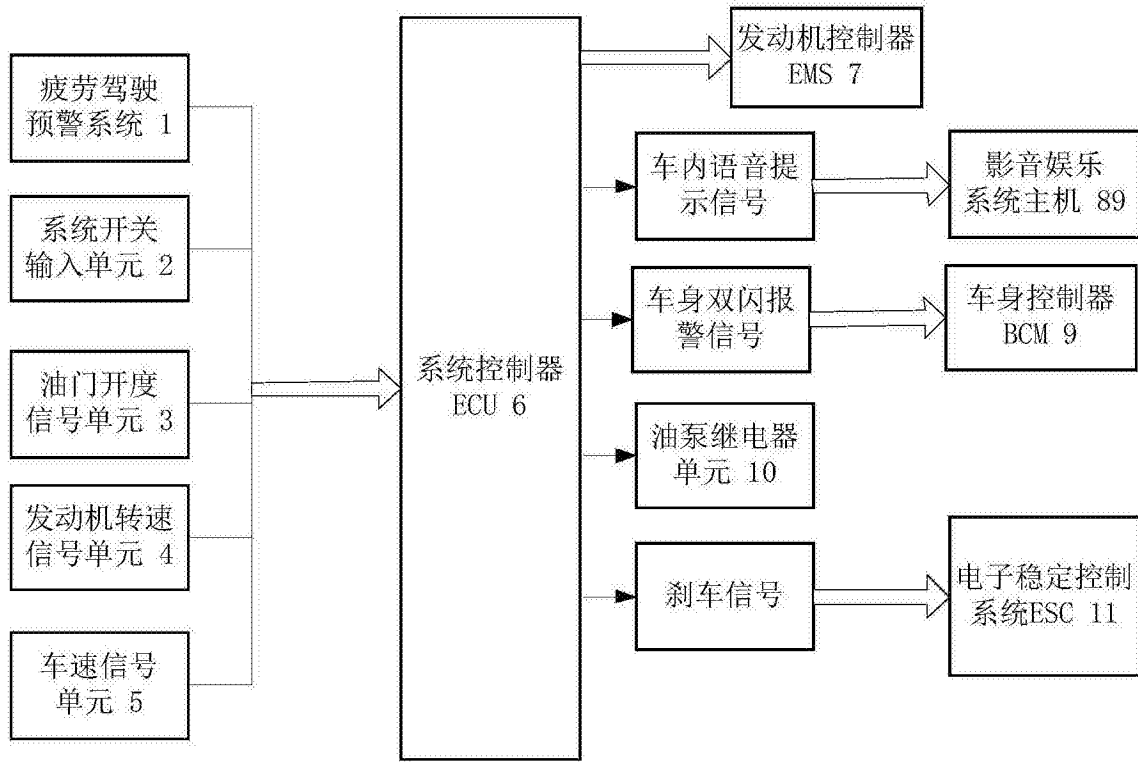 疲劳驾驶
预警系统 1
系统开关
输入单元 2
油门开度
信号单元 3
发动机转速
信号单元 4
车速信号
单元 5
系统控制器
ECU 6
发动机控制器
EMS 7
车内语音提
示信号
影音娱乐
系统主机 89
车身双闪报
警信号
车身控制器
BCM 9
油泵继电器
单元 10
刹车信号
电子稳定控制
系统ESC 11